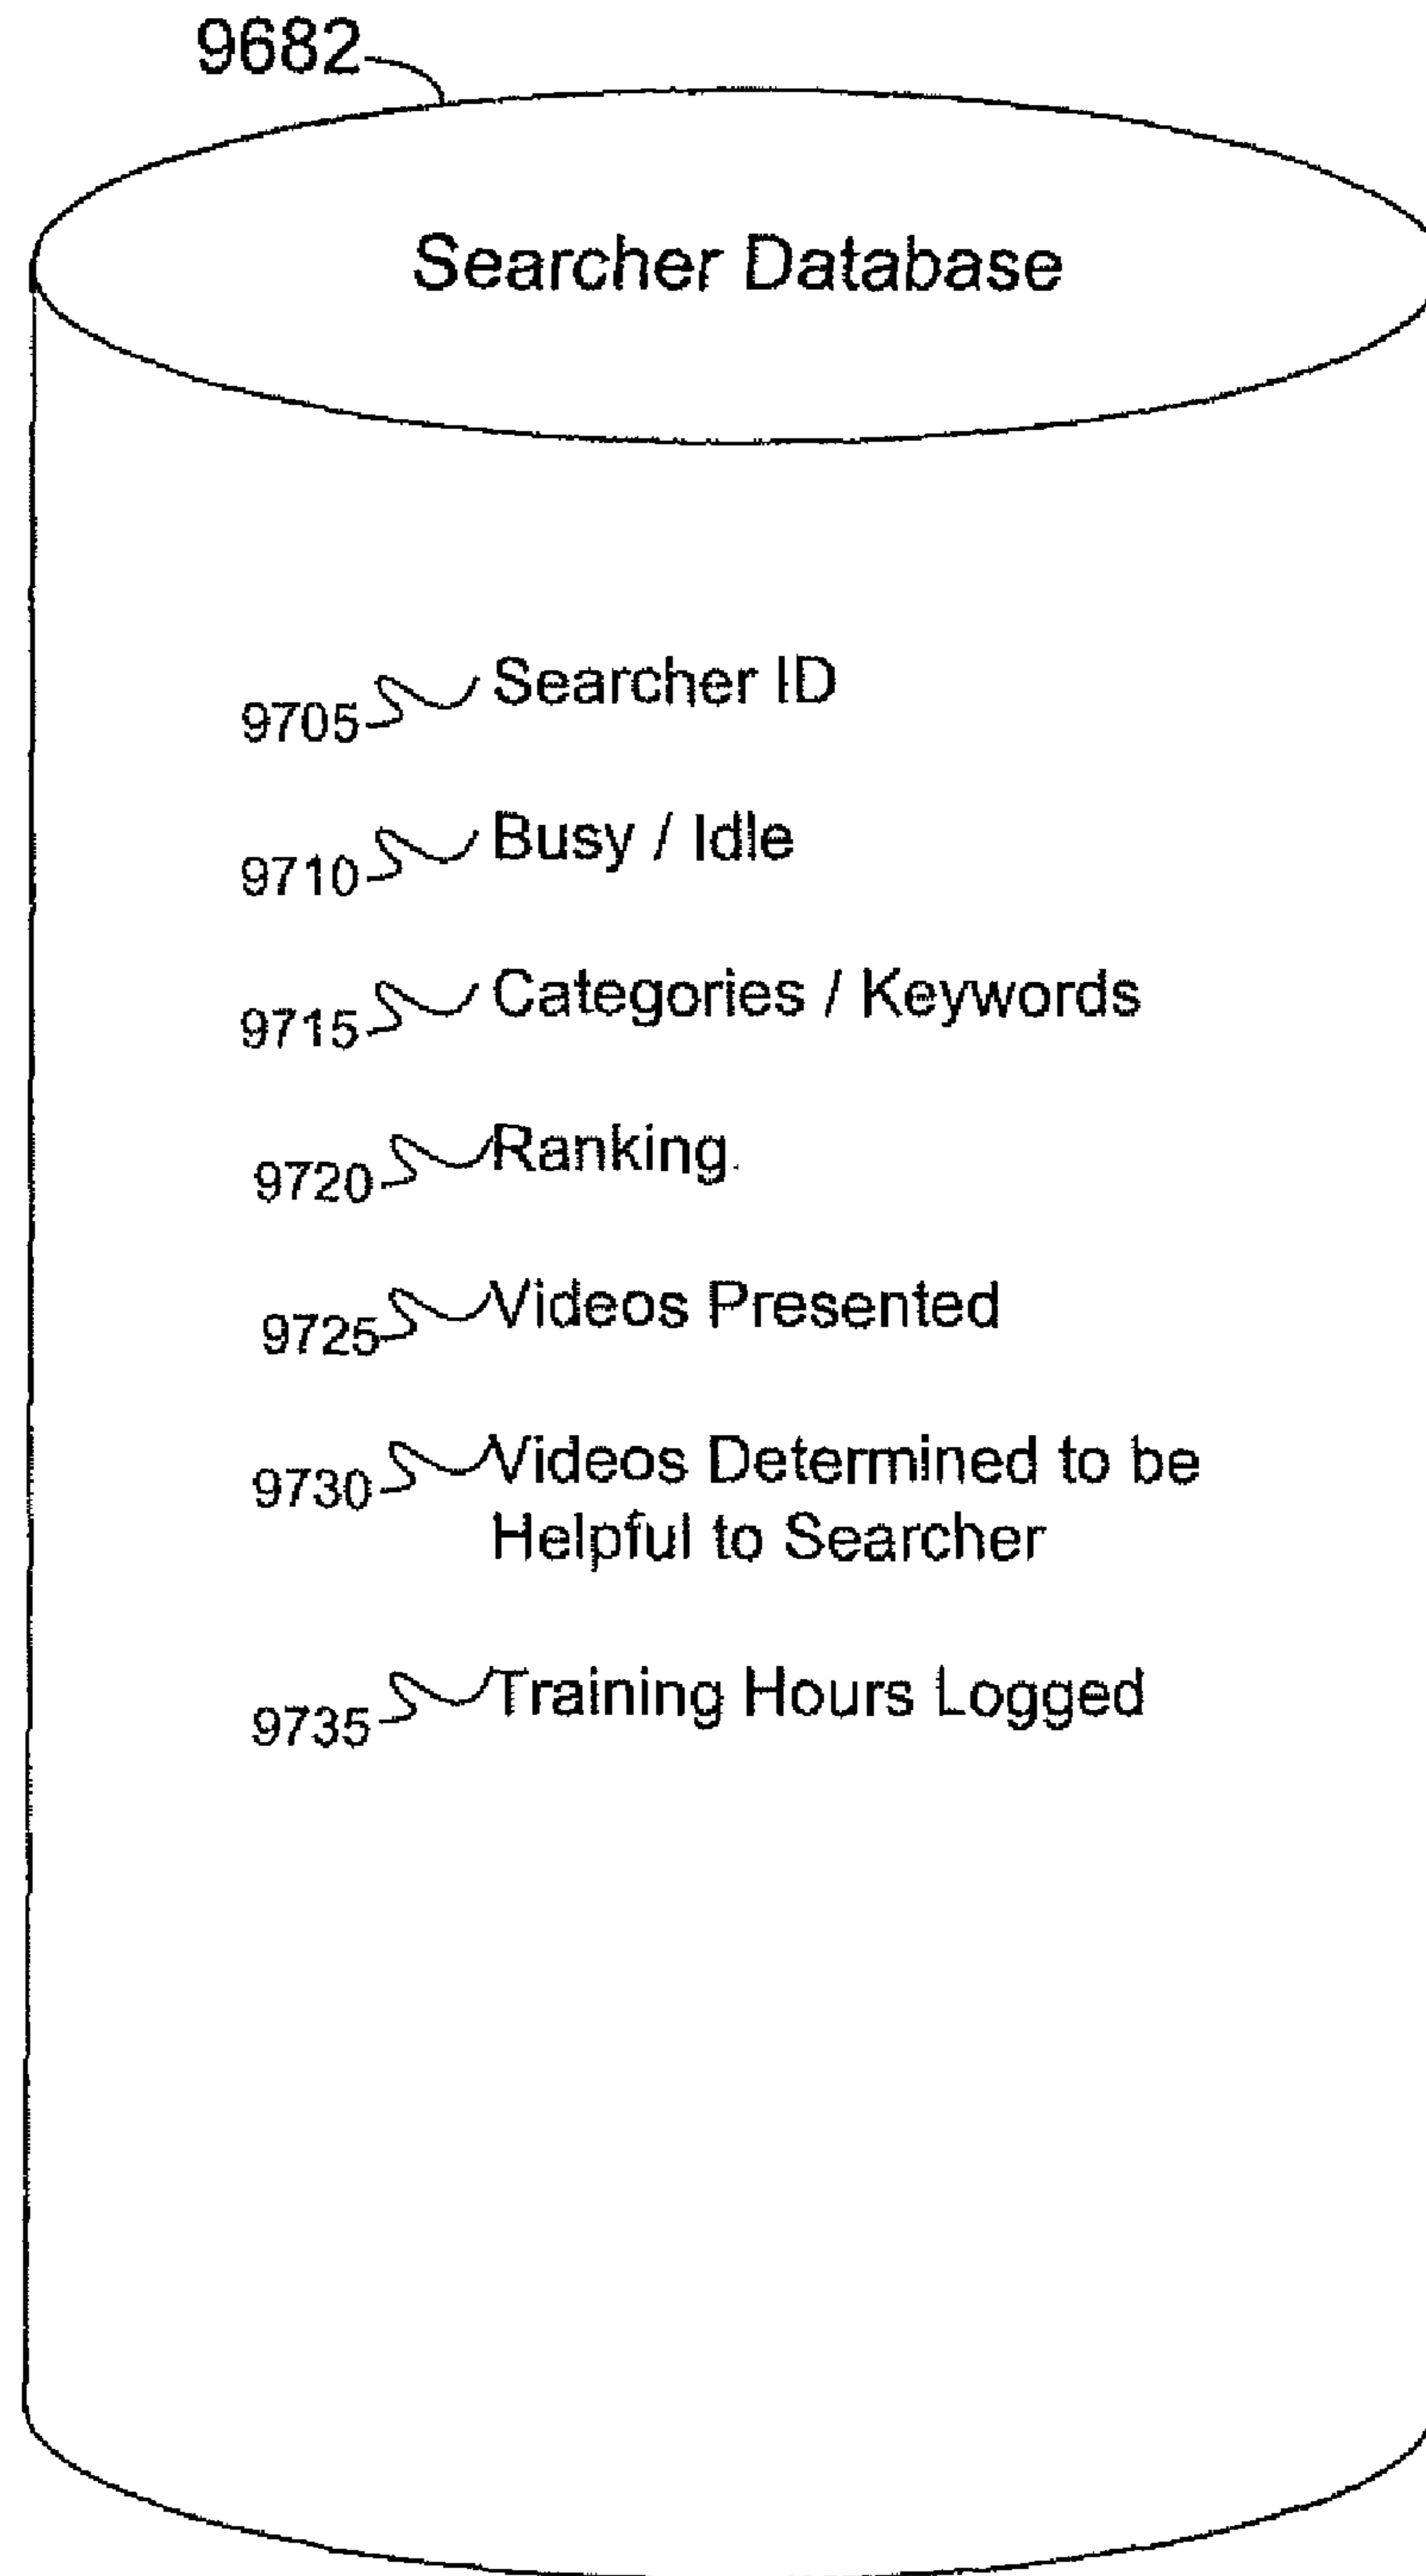 9682
Searcher Database
9705 Searcher ID
9710 Busy / Idle
9715 Categories / Keywords
9720 Ranking
9725 Videos Presented
9730 Videos Determined to be
Helpful to Searcher
9735 Training Hours Logged